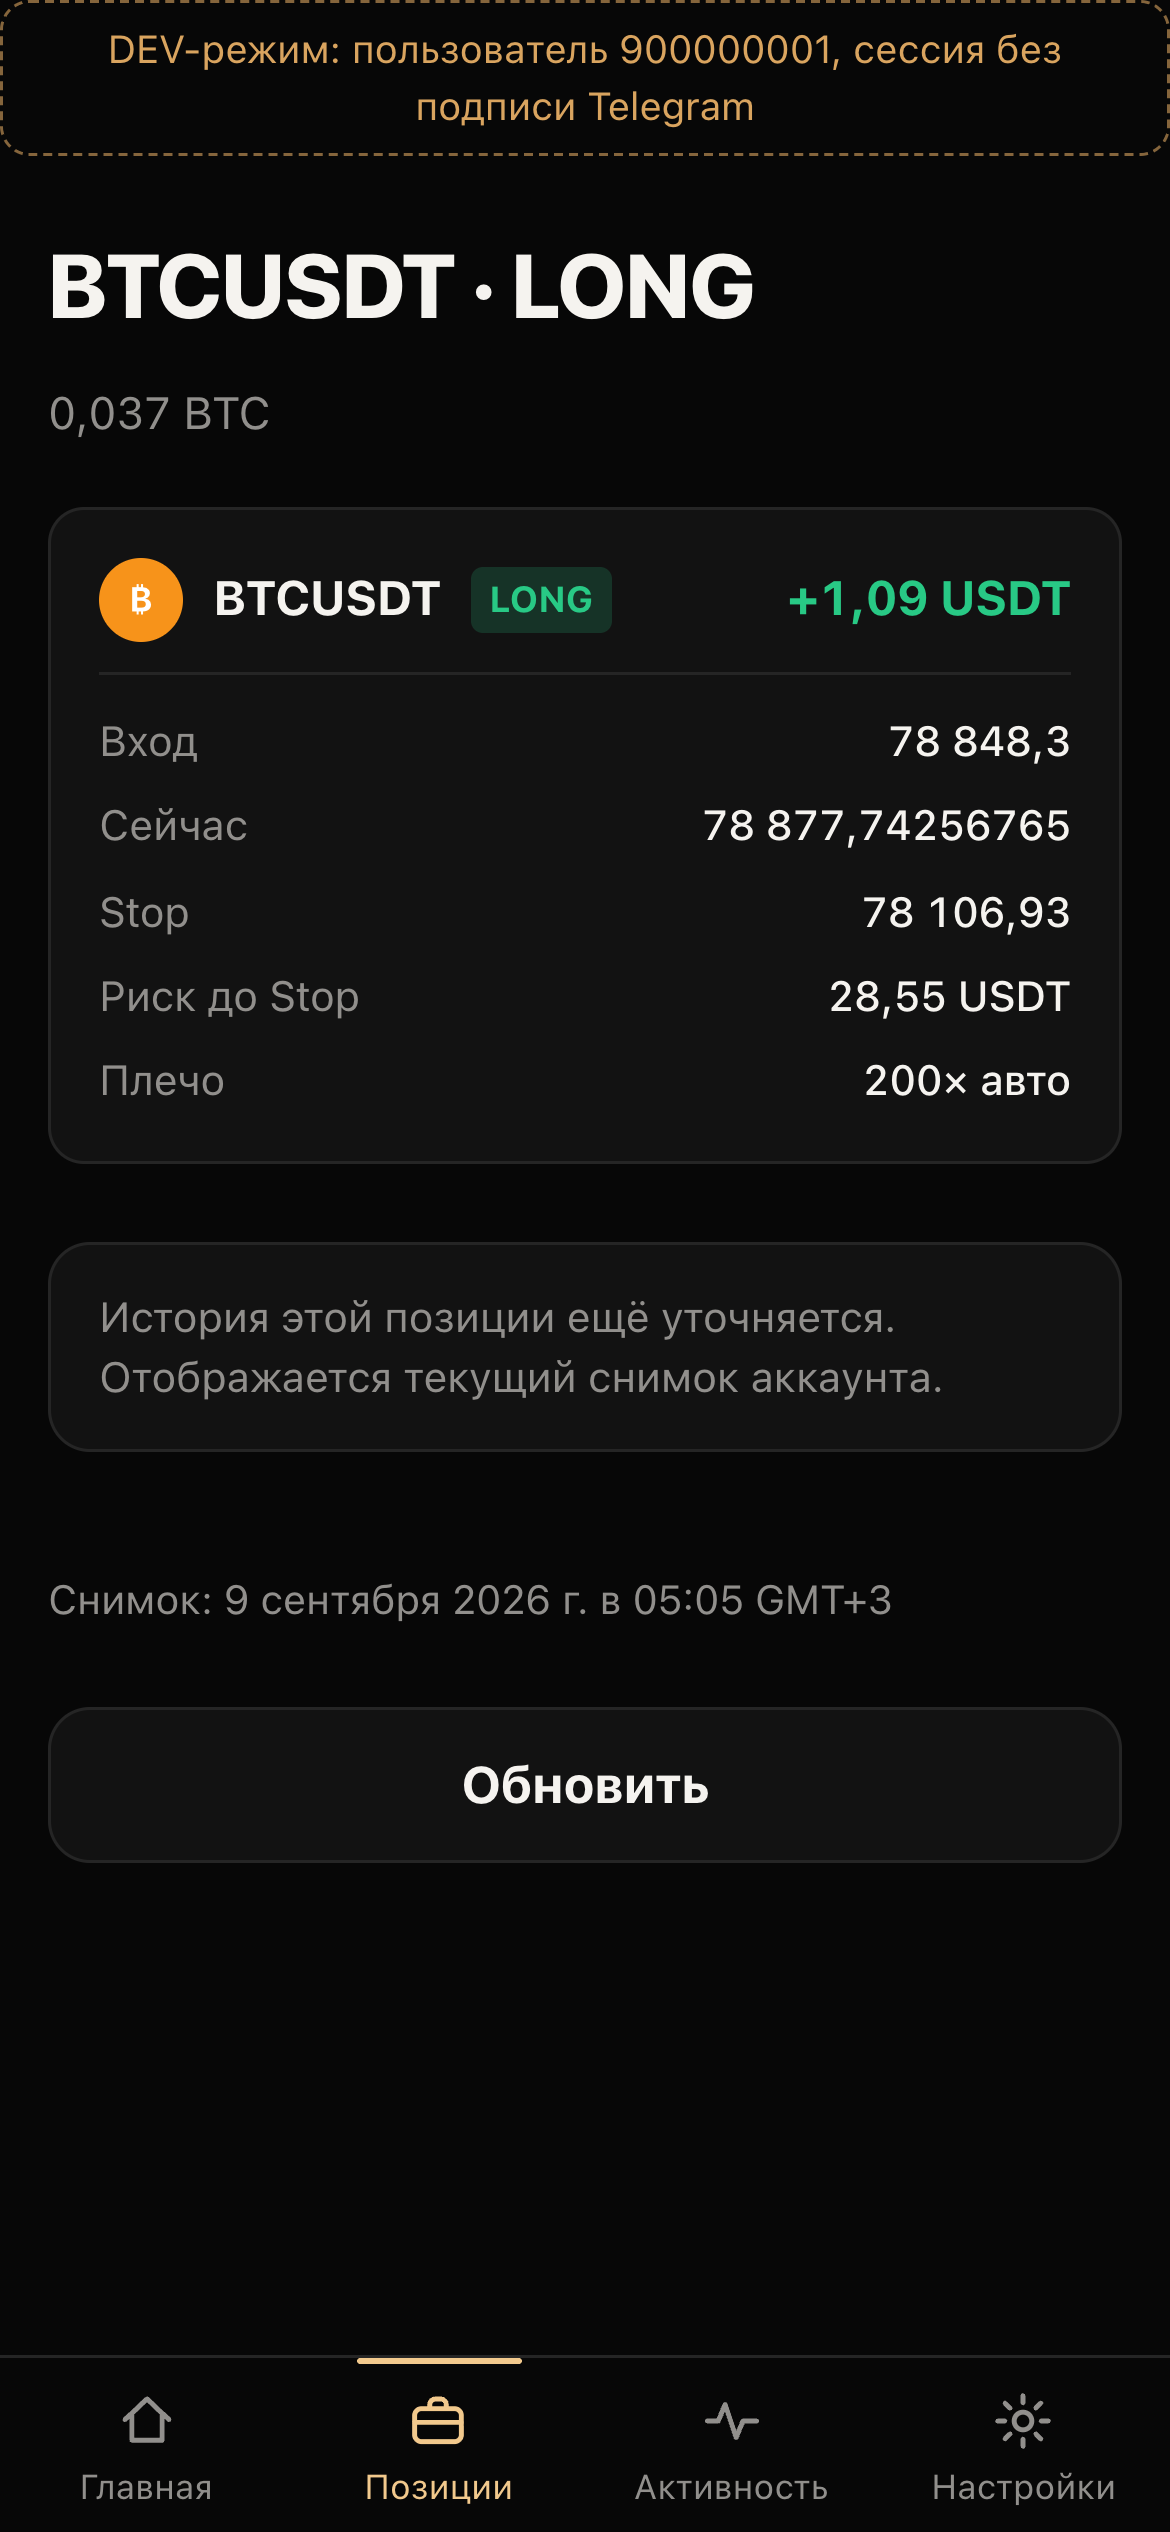 DEV-режим: пользователь 900000001, сессия без
подписи Telegram
BTCUSDT · LONG
0,037 BTC
BTCUSDT LONG +1,09 USDT
Вход 78 848,3
Сейчас 78 877,74256765
Stop 78 106,93
Риск до Stop 28,55 USDT
Плечо 200× авто
История этой позиции ещё уточняется.
Отображается текущий снимок аккаунта.
Снимок: 9 сентября 2026 г. в 05:05 GMT+3
Обновить
Главная Позиции Активность Настройки